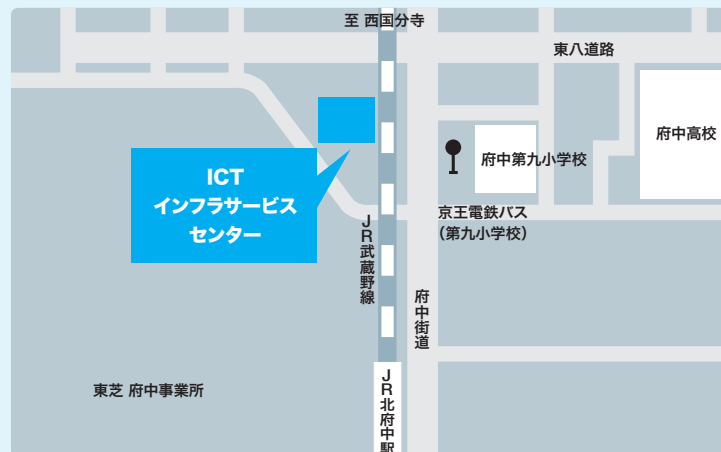 至 西国分寺
東八道路
府中高校
府中第九小学校
ICT
インフラサービス
センター
京王電鉄バス
（第九小学校）
JR武蔵野線
府中街道
東芝 府中事業所
JR北府中駅